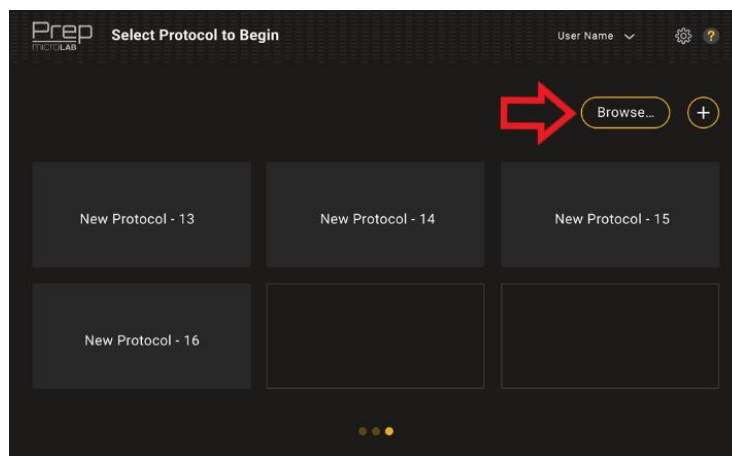 Prep
MICROLAB
Select Protocol to Begin
User Name
?
Browse...
+
New Protocol - 13
New Protocol - 14
New Protocol - 15
New Protocol - 16